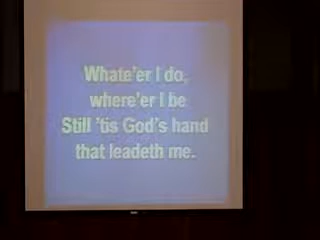 Whate'er I do,
where'er I be
Still 'tis God's hand
that leadeth me.